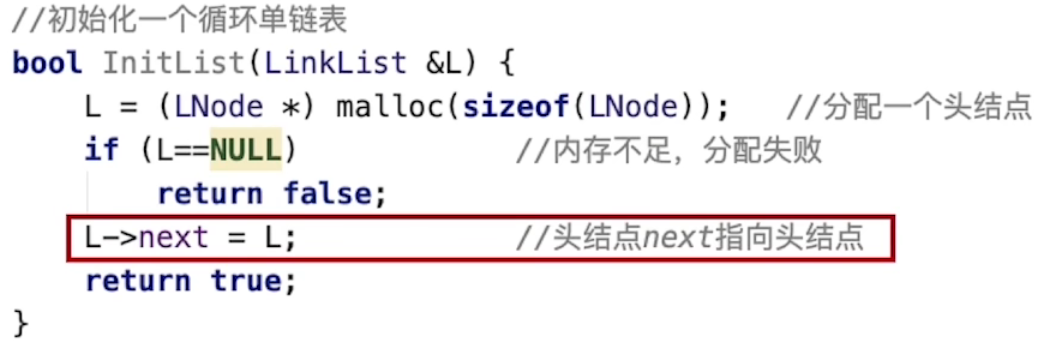 //初始化一个循环单链表
bool InitList(LinkList &L) {
    L = (LNode *) malloc(sizeof(LNode));   //分配一个头结点
    if (L==NULL)            //内存不足，分配失败
        return false;
    L->next = L;            //头结点next指向头结点
    return true;
}